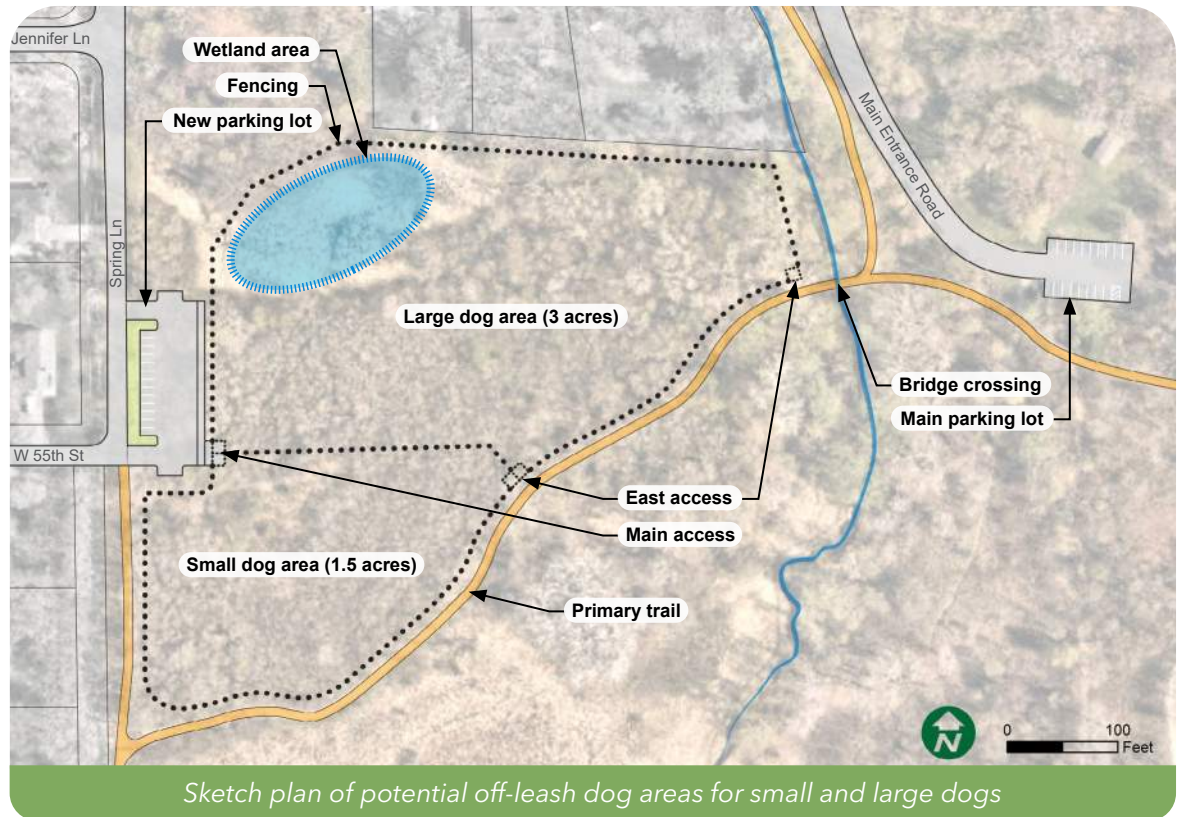 Jennifer Ln
Wetland area
Fencing
New parking lot
Main Entrance Road
Spring Ln
Large dog area (3 acres)
Bridge crossing
Main parking lot
W 55th St
East access
Main access
Small dog area (1.5 acres)
Primary trail
N
0 100
Feet
Sketch plan of potential off-leash dog areas for small and large dogs